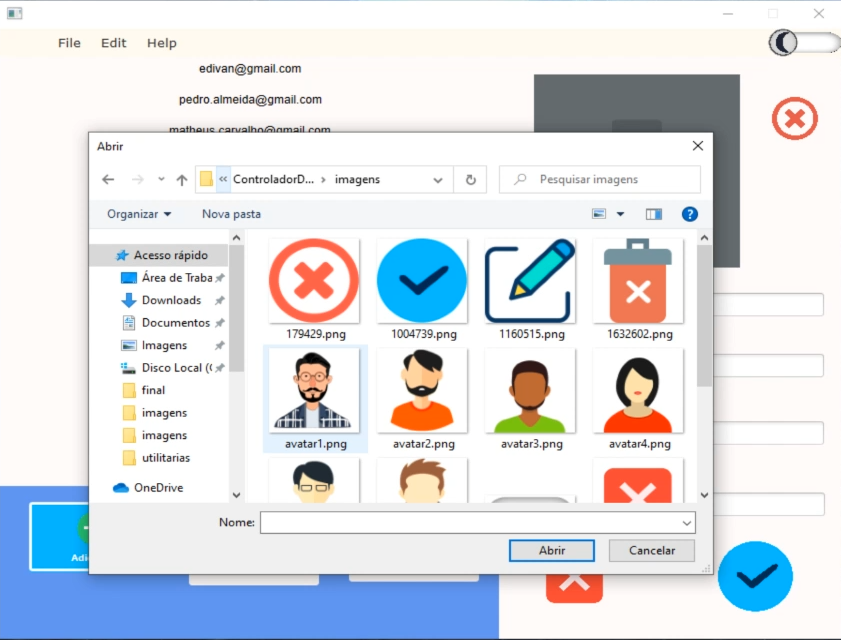 File Edit Help
edivan@gmail.com
pedro.almeida@gmail.com
matheus.carvalho@gmail.com
Abrir
« ControladorD... › imagens
Pesquisar imagens
Organizar
Nova pasta
Acesso rápido
Área de Traba
Downloads
Documentos
Imagens
Disco Local (
final
imagens
imagens
utilitarias
OneDrive
179429.png
1004739.png
1160515.png
1632602.png
avatar1.png
avatar2.png
avatar3.png
avatar4.png
Nome:
Abrir
Cancelar